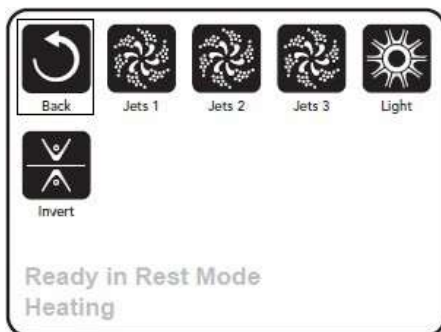 Back Jets 1 Jets 2 Jets 3 Light
Invert
Ready in Rest Mode
Heating